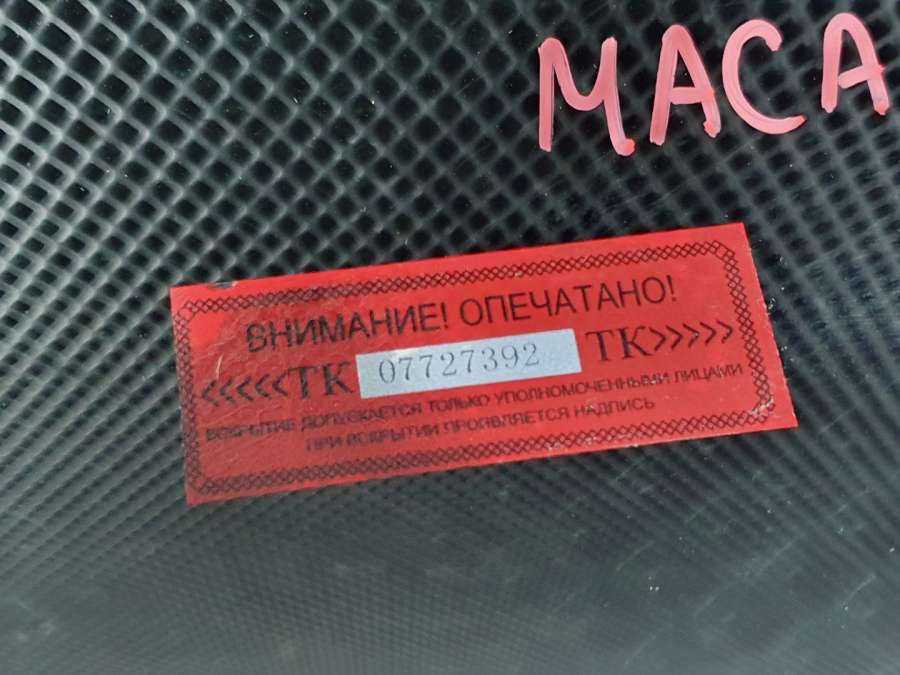 МАСА
ВНИМАНИЕ! ОПЕЧАТАНО!
<<<<<ТК 07727392 ТК>>>>>
ВСКРЫТИЕ ДОПУСКАЕТСЯ ТОЛЬКО УПОЛНОМОЧЕННЫМИ ЛИЦАМИ
ПРИ ВСКРЫТИИ ПРОЯВЛЯЕТСЯ НАДПИСЬ